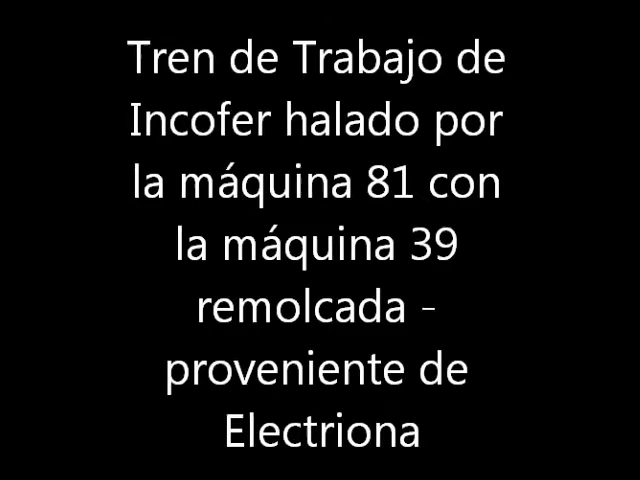 Tren de Trabajo de
Incofer halado por
la máquina 81 con
la máquina 39
remolcada -
proveniente de
Electriona